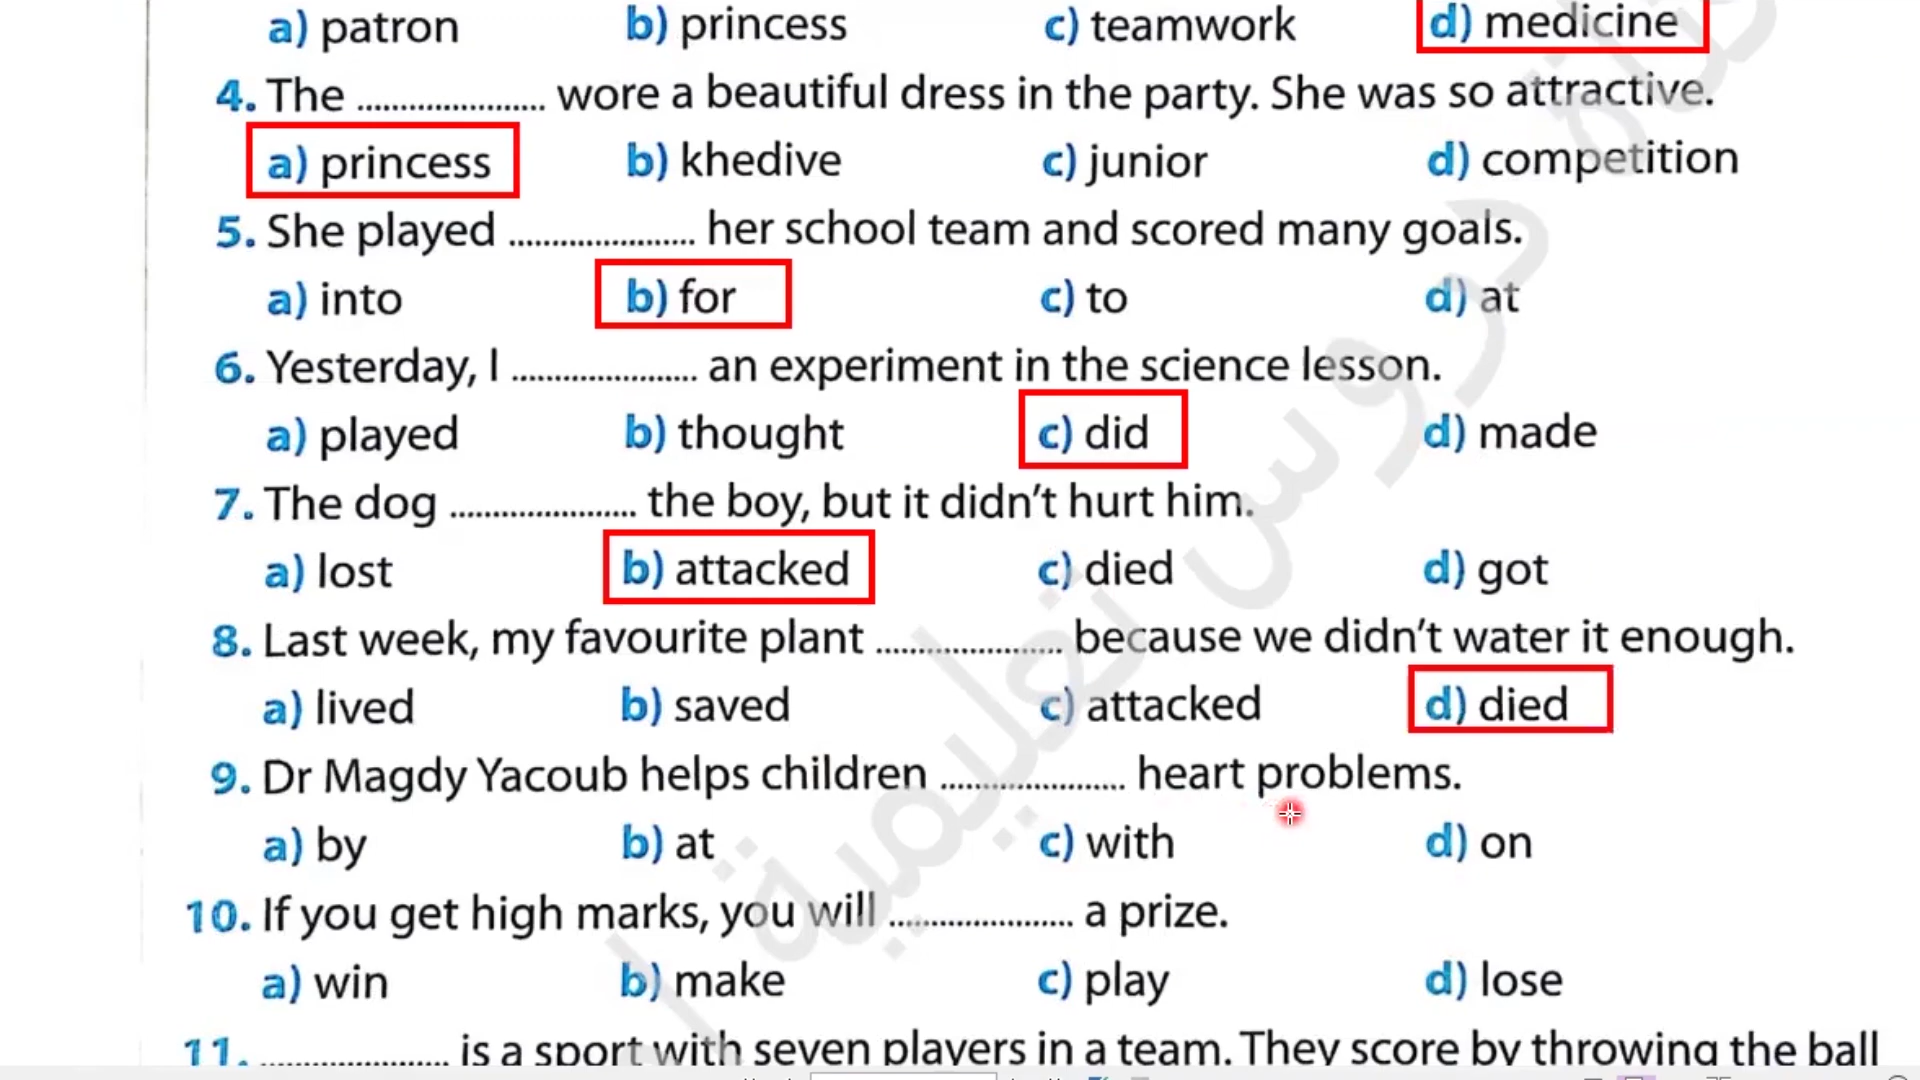 a) patron b) princess c) teamwork d) medicine
4. The ...................... wore a beautiful dress in the party. She was so attractive.
a) princess b) khedive c) junior d) competition
5. She played ...................... her school team and scored many goals.
a) into b) for c) to d) at
6. Yesterday, I ...................... an experiment in the science lesson.
a) played b) thought c) did d) made
7. The dog ...................... the boy, but it didn't hurt him.
a) lost b) attacked c) died d) got
8. Last week, my favourite plant ...................... because we didn't water it enough.
a) lived b) saved c) attacked d) died
9. Dr Magdy Yacoub helps children ...................... heart problems.
a) by b) at c) with d) on
10. If you get high marks, you will ...................... a prize.
a) win b) make c) play d) lose
11. ...................... is a sport with seven players in a team. They score by throwing the ball
دروس تعليمية